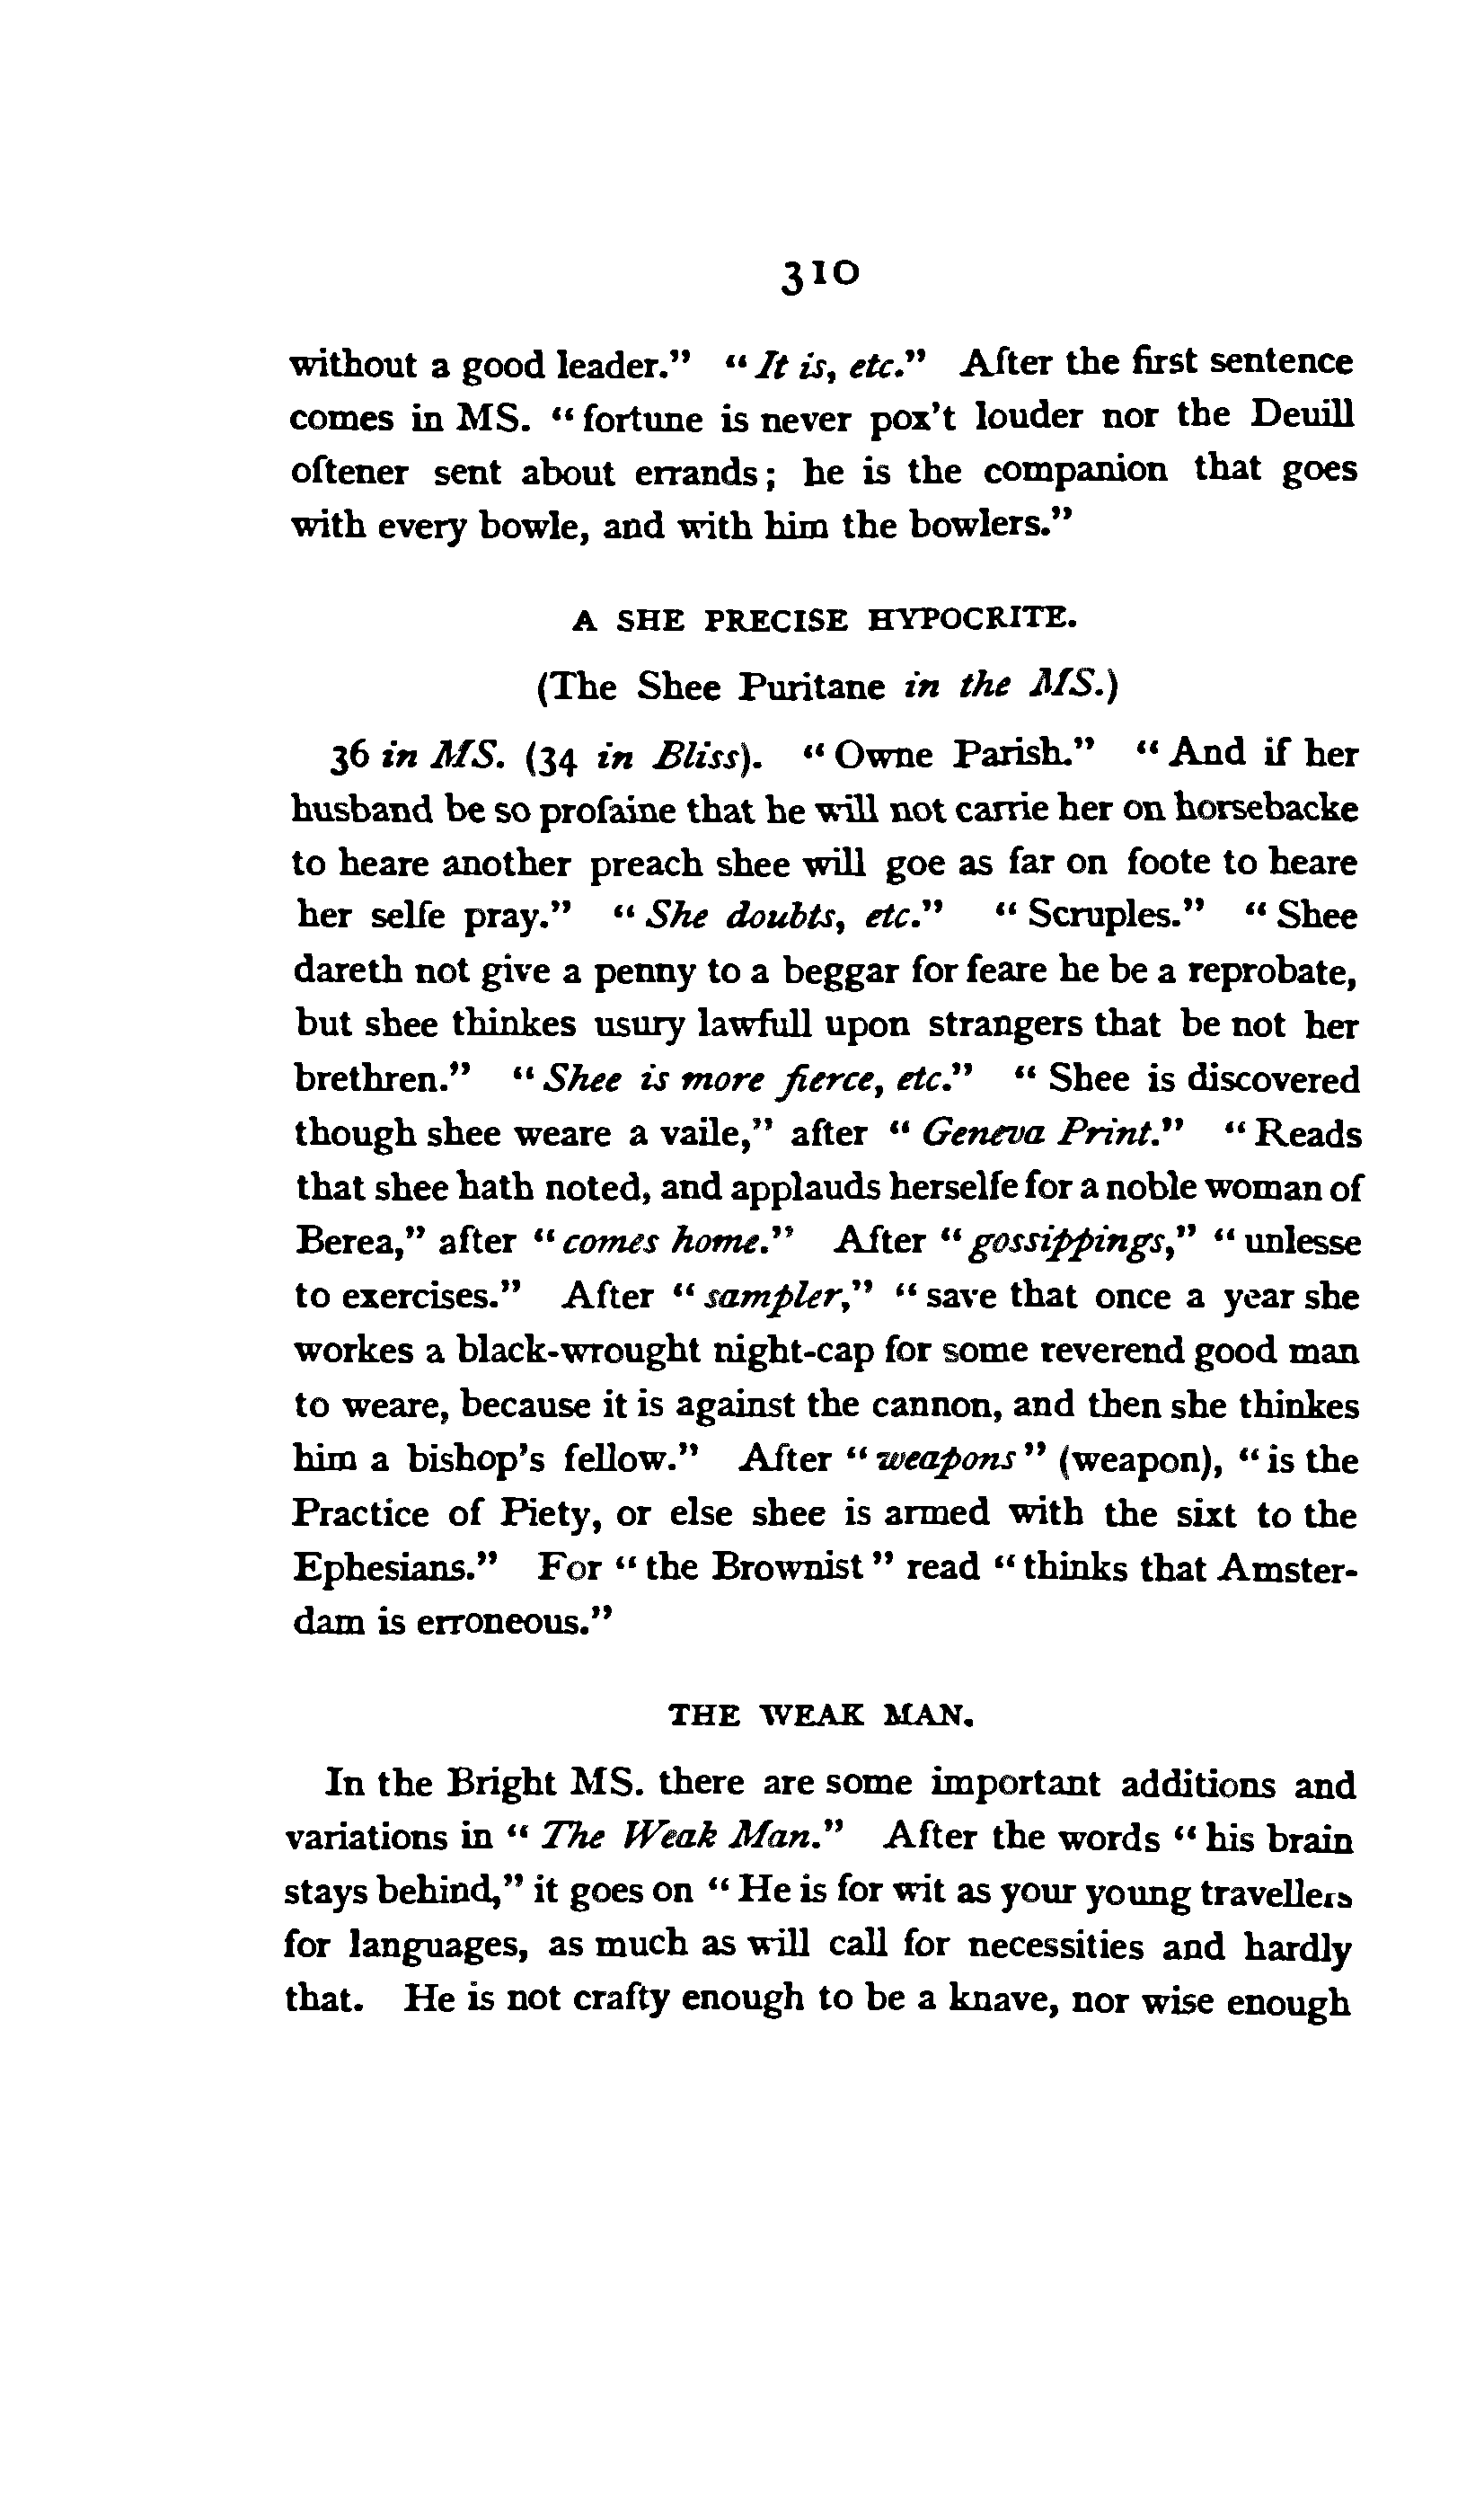 310
without a good leader." "It is, etc." After the first sentence
comes in MS. "fortune is never pox't louder nor the Deuill
oftener sent about errands; he is the companion that goes
with every bowle, and with him the bowlers."
A SHE PRECISE HYPOCRITE.
(The Shee Puritane in the MS.)
36 in MS. (34 in Bliss). "Owne Parish." "And if her
husband be so profaine that he will not carrie her on horsebacke
to heare another preach shee will goe as far on foote to heare
her selfe pray." "She doubts, etc." "Scruples." "Shee
dareth not give a penny to a beggar for feare he be a reprobate,
but shee thinkes usury lawfull upon strangers that be not her
brethren." "Shee is more fierce, etc." "Shee is discovered
though shee weare a vaile," after "Geneva Print." "Reads
that shee hath noted, and applauds herselfe for a noble woman of
Berea," after "comes home." After "gossippings," "unlesse
to exercises." After "sampler," "save that once a year she
workes a black-wrought night-cap for some reverend good man
to weare, because it is against the cannon, and then she thinkes
him a bishop's fellow." After "weapons" (weapon), "is the
Practice of Piety, or else shee is armed with the sixt to the
Ephesians." For "the Brownist" read "thinks that Amster-
dam is erroneous."
THE WEAK MAN.
In the Bright MS. there are some important additions and
variations in "The Weak Man." After the words "his brain
stays behind," it goes on "He is for wit as your young travellers
for languages, as much as will call for necessities and hardly
that. He is not crafty enough to be a knave, nor wise enough